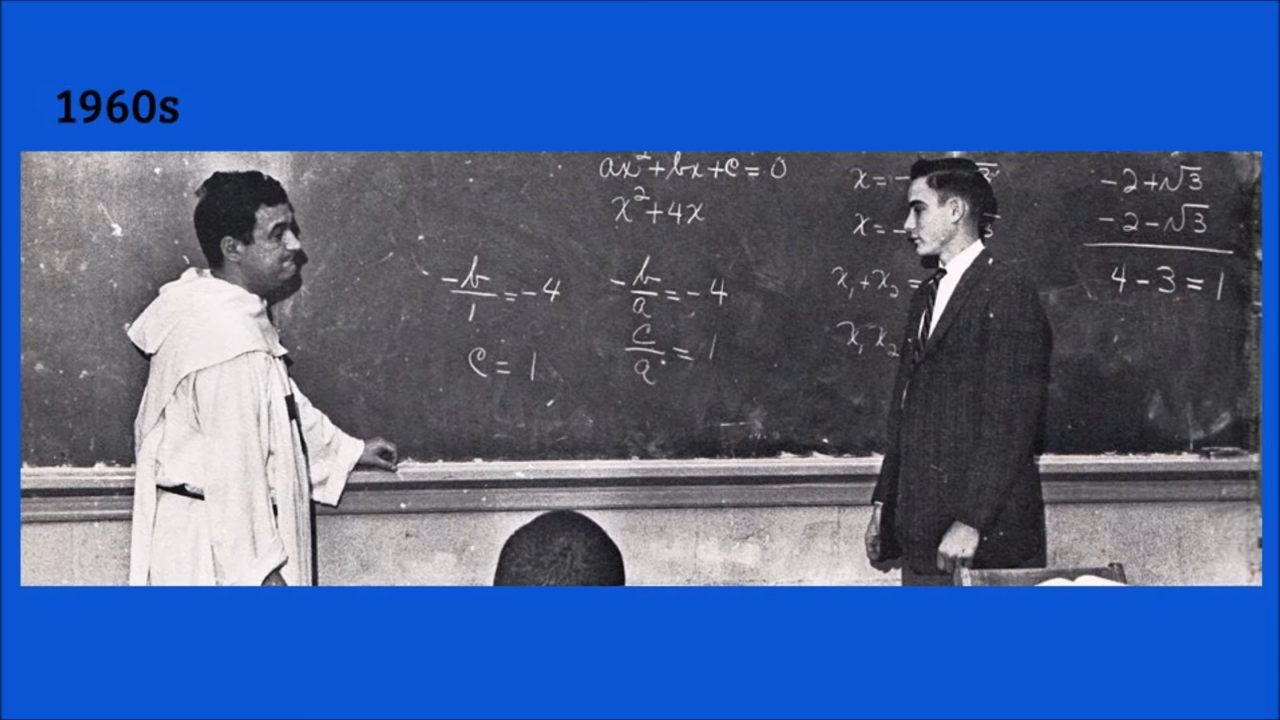 1960s
ax²+bx+c=0
x²+4x
-b/1=-4
c=1
-b/a=-4
c/a=1
x=-
x=-
x₁+x₂=
x₁x₂
-2+√3
-2-√3
4-3=1